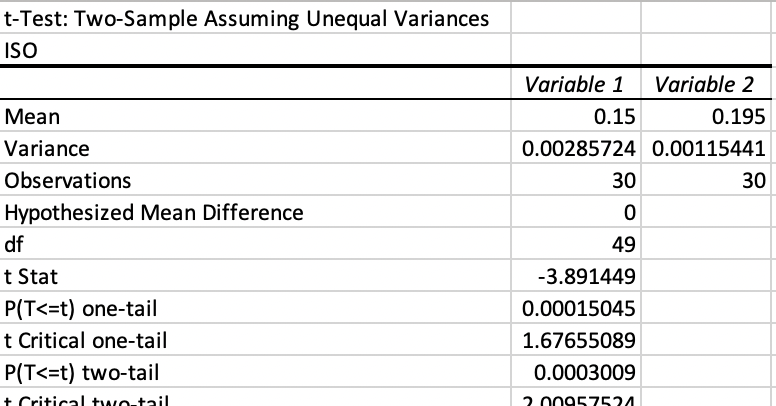 t-Test: Two-Sample Assuming Unequal Variances
ISO
Variable 1 Variable 2
Mean 0.15 0.195
Variance 0.00285724 0.00115441
Observations 30 30
Hypothesized Mean Difference 0
df 49
t Stat -3.891449
P(T<=t) one-tail 0.00015045
t Critical one-tail 1.67655089
P(T<=t) two-tail 0.0003009
t Critical two-tail 2.00957524